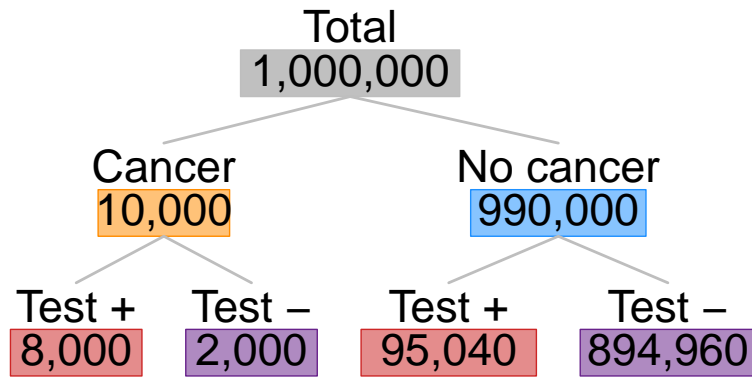 Total
1,000,000
Cancer
No cancer
10,000
990,000
Test +
Test –
Test +
Test –
8,000
2,000
95,040
894,960